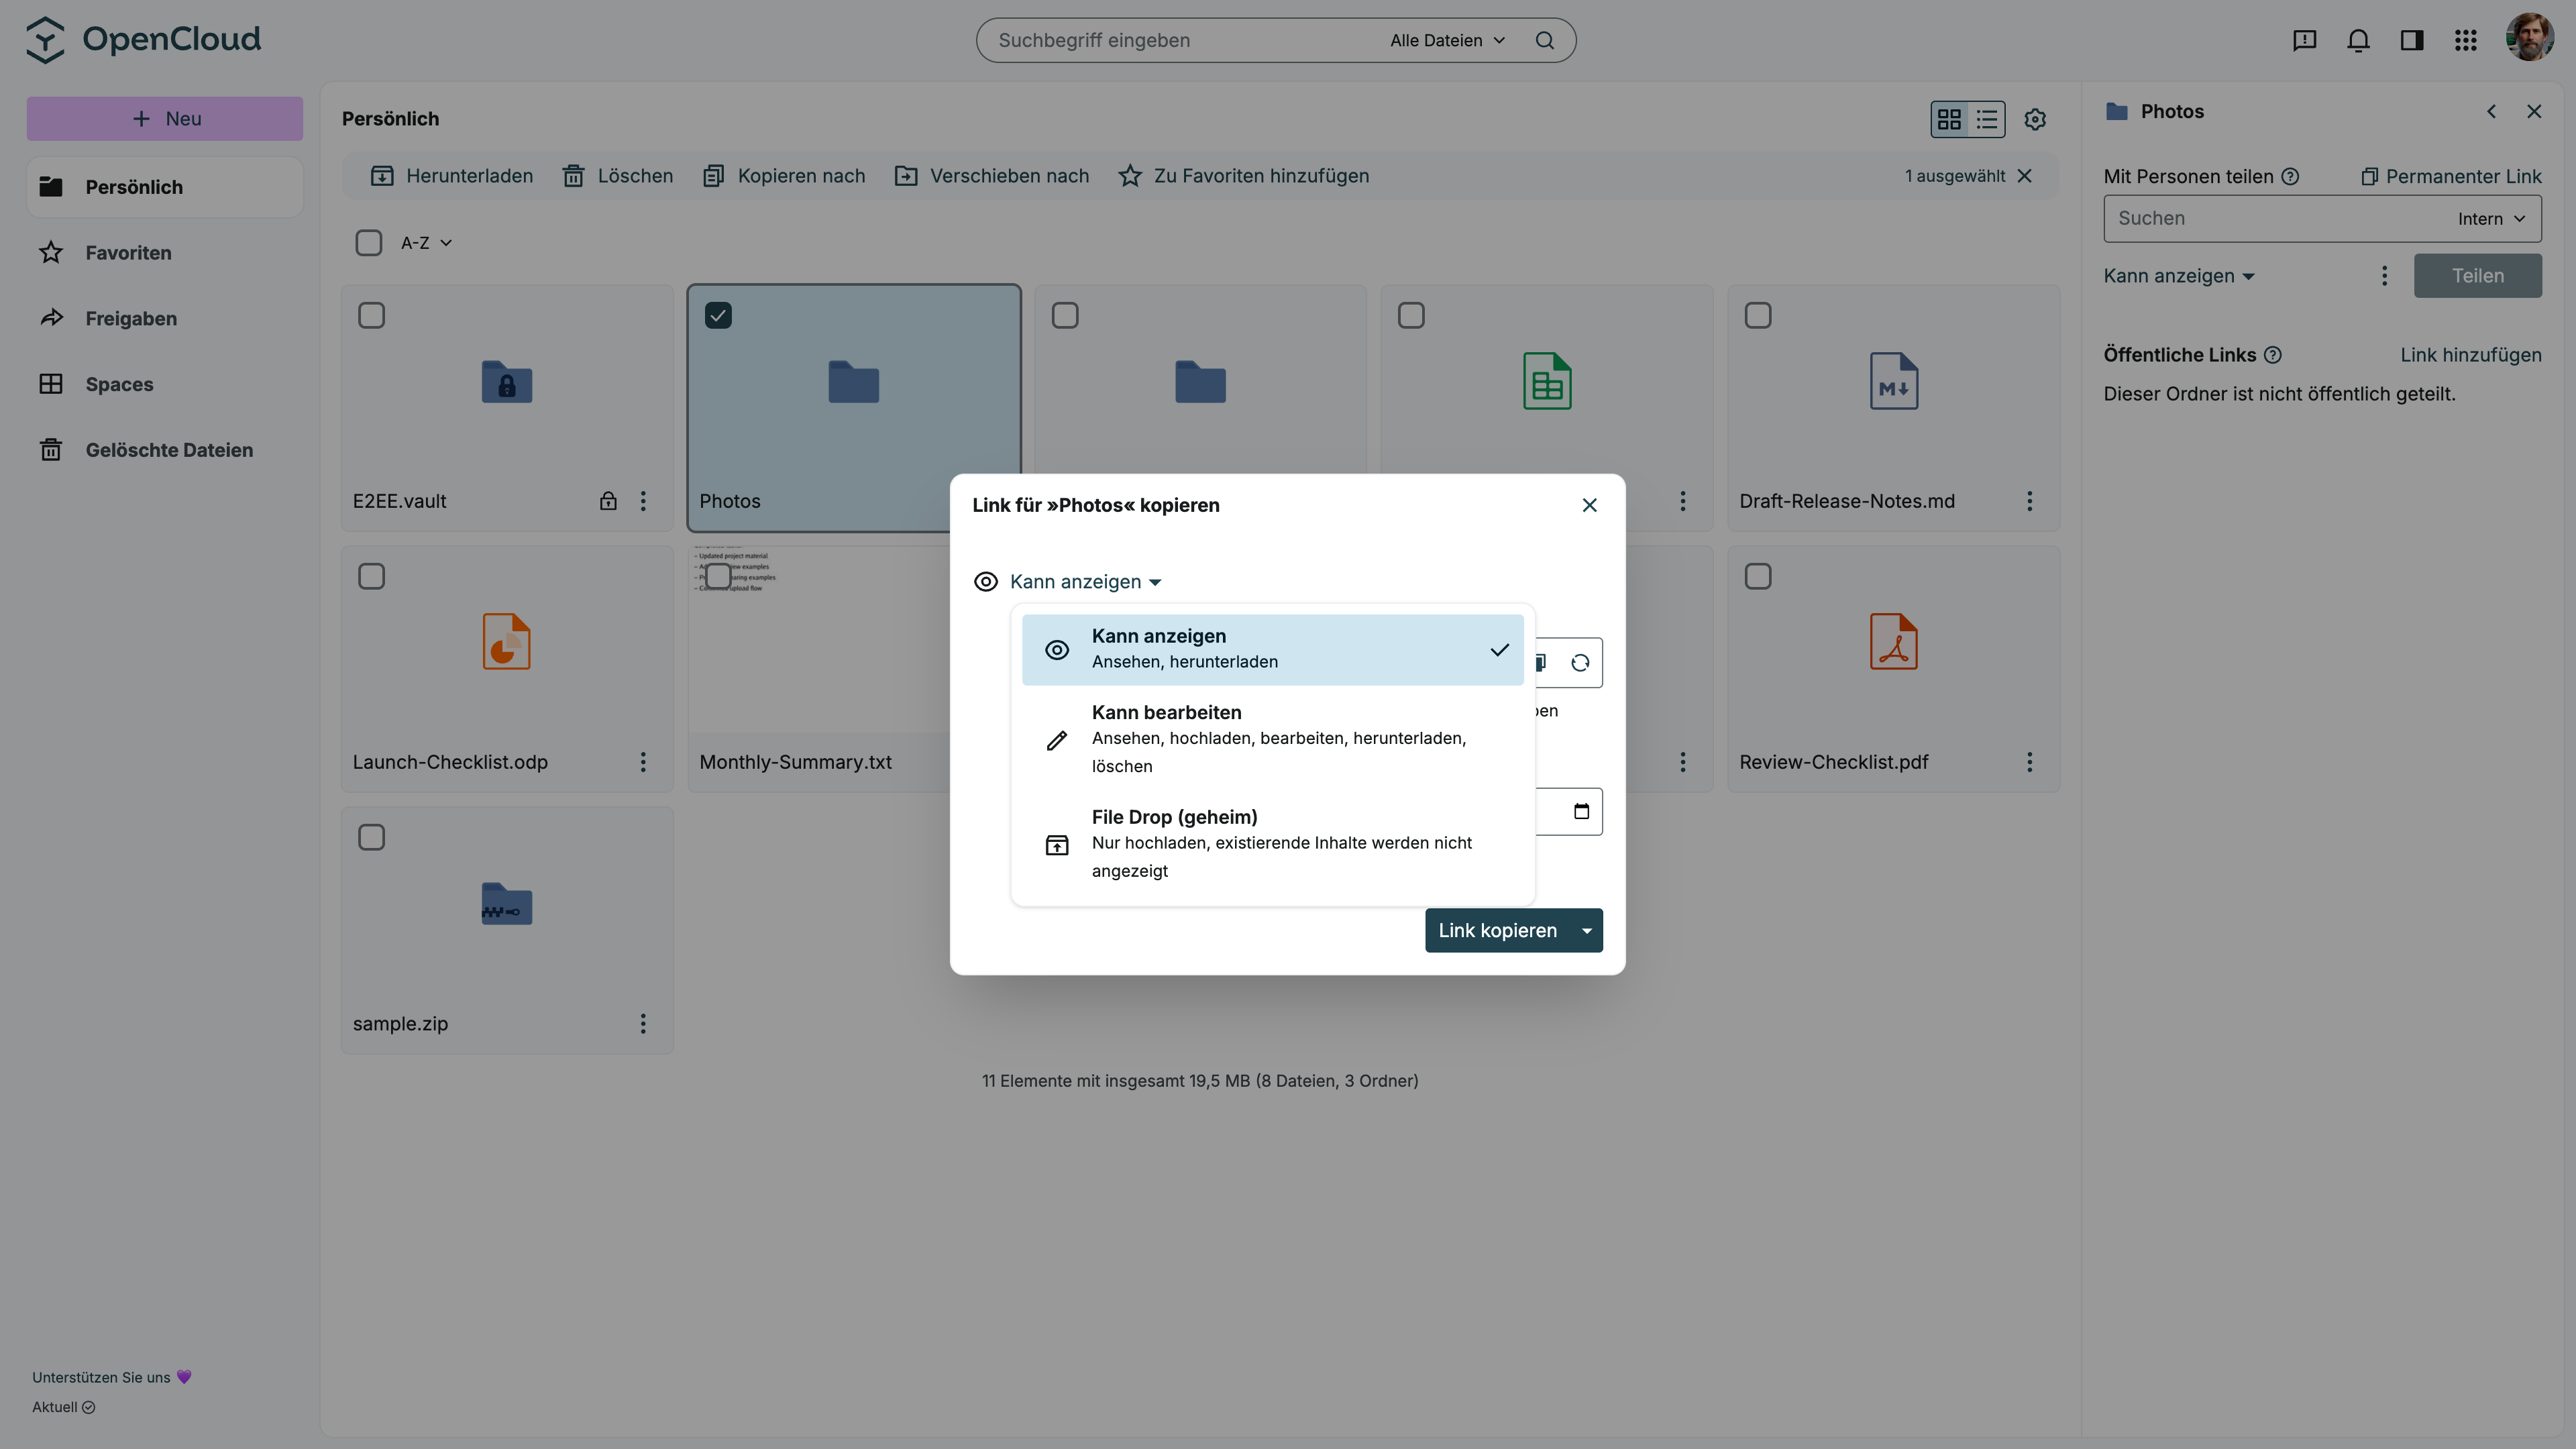 OpenCloud
Suchbegriff eingeben
Alle Dateien
Neu
Persönlich
Favoriten
Freigaben
Spaces
Gelöschte Dateien
Unterstützen Sie uns 💜
Aktuell
Persönlich
Herunterladen
Löschen
Kopieren nach
Verschieben nach
Zu Favoriten hinzufügen
1 ausgewählt
A-Z
E2EE.vault
Photos
M
Draft-Release-Notes.md
Launch-Checklist.odp
– Updated project material
Monthly-Summary.txt
Review-Checklist.pdf
sample.zip
11 Elemente mit insgesamt 19,5 MB (8 Dateien, 3 Ordner)
Link für »Photos« kopieren
Kann anzeigen
Kann anzeigen
Ansehen, herunterladen
Kann bearbeiten
Ansehen, hochladen, bearbeiten, herunterladen,
löschen
File Drop (geheim)
Nur hochladen, existierende Inhalte werden nicht
angezeigt
Link kopieren
Photos
Mit Personen teilen
Permanenter Link
Suchen
Intern
Kann anzeigen
Teilen
Öffentliche Links
Link hinzufügen
Dieser Ordner ist nicht öffentlich geteilt.